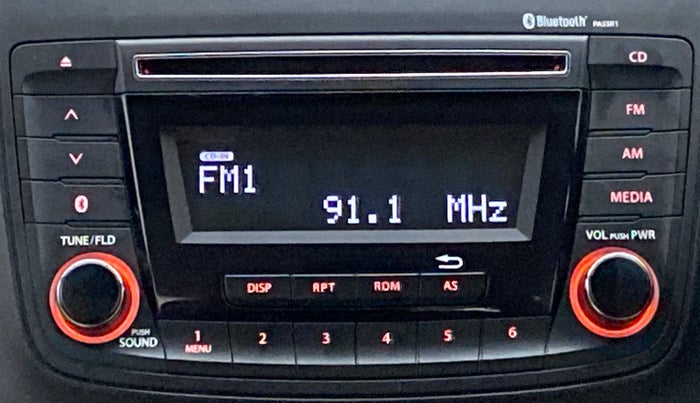 Bluetooth PASSR1
CD
FM
AM
MEDIA
CD-IN
FM1
91.1 MHz
TUNE/FLD
VOL PUSH PWR
DISP RPT RDM AS
PUSH
SOUND
1 2 3 4 5 6
MENU